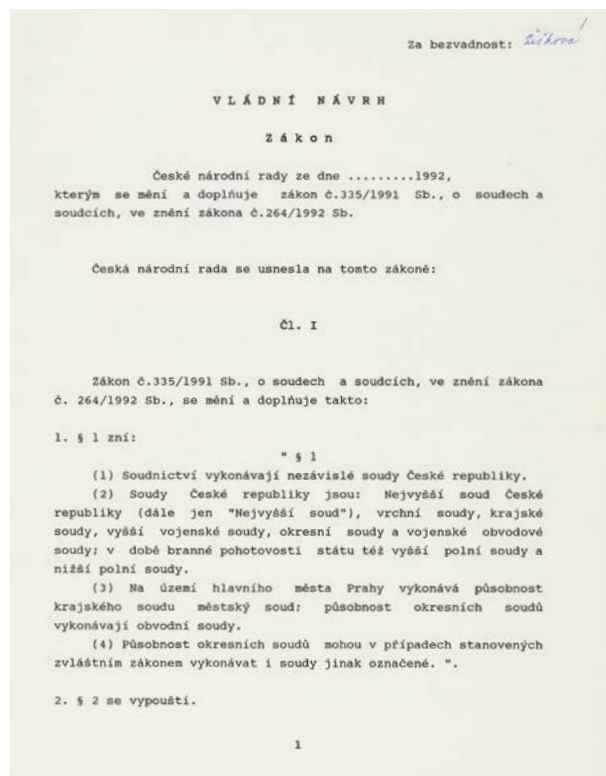 Za bezvadnost:
VLÁDNÍ NÁVRH
Zákon
České národní rady ze dne .........1992,
kterým se mění a doplňuje zákon č.335/1991 Sb., o soudech a
soudcích, ve znění zákona č.264/1992 Sb.
Česká národní rada se usnesla na tomto zákoně:
Čl. I
Zákon č.335/1991 Sb., o soudech a soudcích, ve znění zákona
č. 264/1992 Sb., se mění a doplňuje takto:
1. § 1 zní:
" § 1
(1) Soudnictví vykonávají nezávislé soudy České republiky.
(2) Soudy České republiky jsou: Nejvyšší soud České
republiky (dále jen "Nejvyšší soud"), vrchní soudy, krajské
soudy, vyšší vojenské soudy, okresní soudy a vojenské obvodové
soudy; v době branné pohotovosti státu též vyšší polní soudy a
nižší polní soudy.
(3) Na území hlavního města Prahy vykonává působnost
krajského soudu městský soud; působnost okresních soudů
vykonávají obvodní soudy.
(4) Působnost okresních soudů mohou v případech stanovených
zvláštním zákonem vykonávat i soudy jinak označené. ".
2. § 2 se vypouští.
1